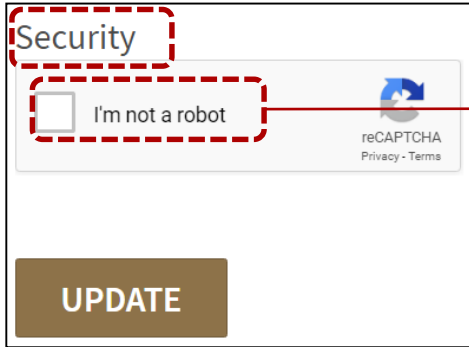 Security
I'm not a robot
reCAPTCHA
Privacy - Terms
UPDATE